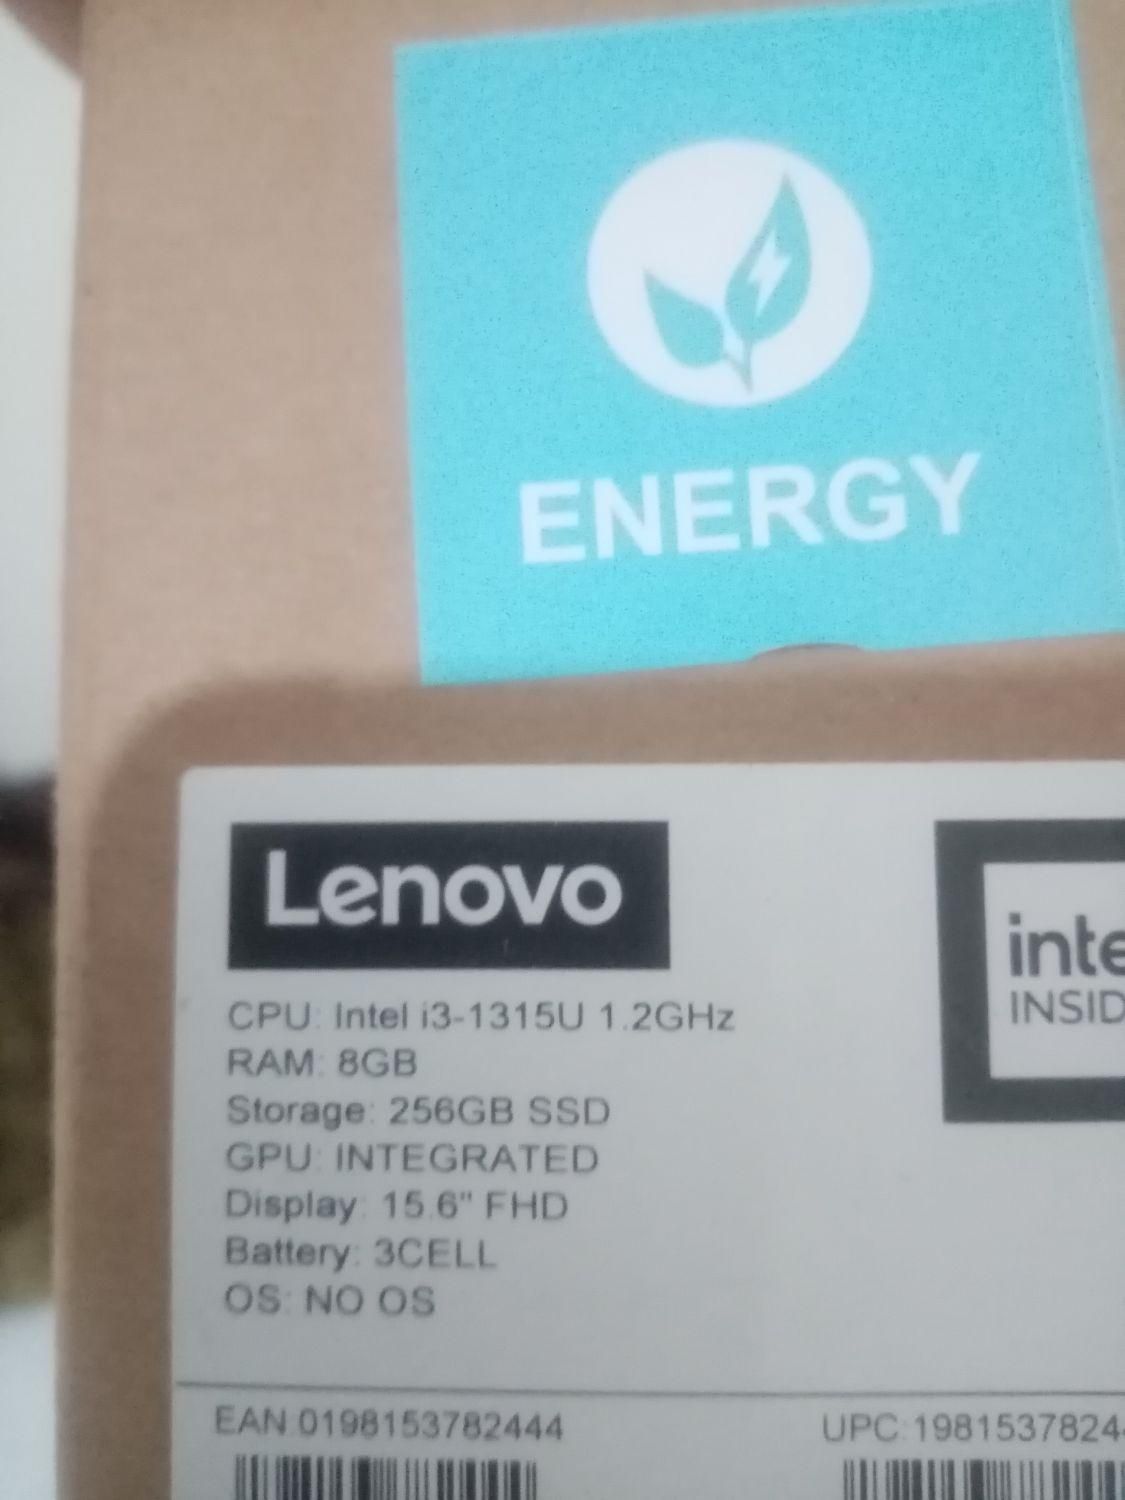 ENERGY
Lenovo
inte
INSID
CPU: Intel i3-1315U 1.2GHz
RAM: 8GB
Storage: 256GB SSD
GPU: INTEGRATED
Display: 15.6" FHD
Battery: 3CELL
OS: NO OS
EAN:0198153782444
UPC:1981537824